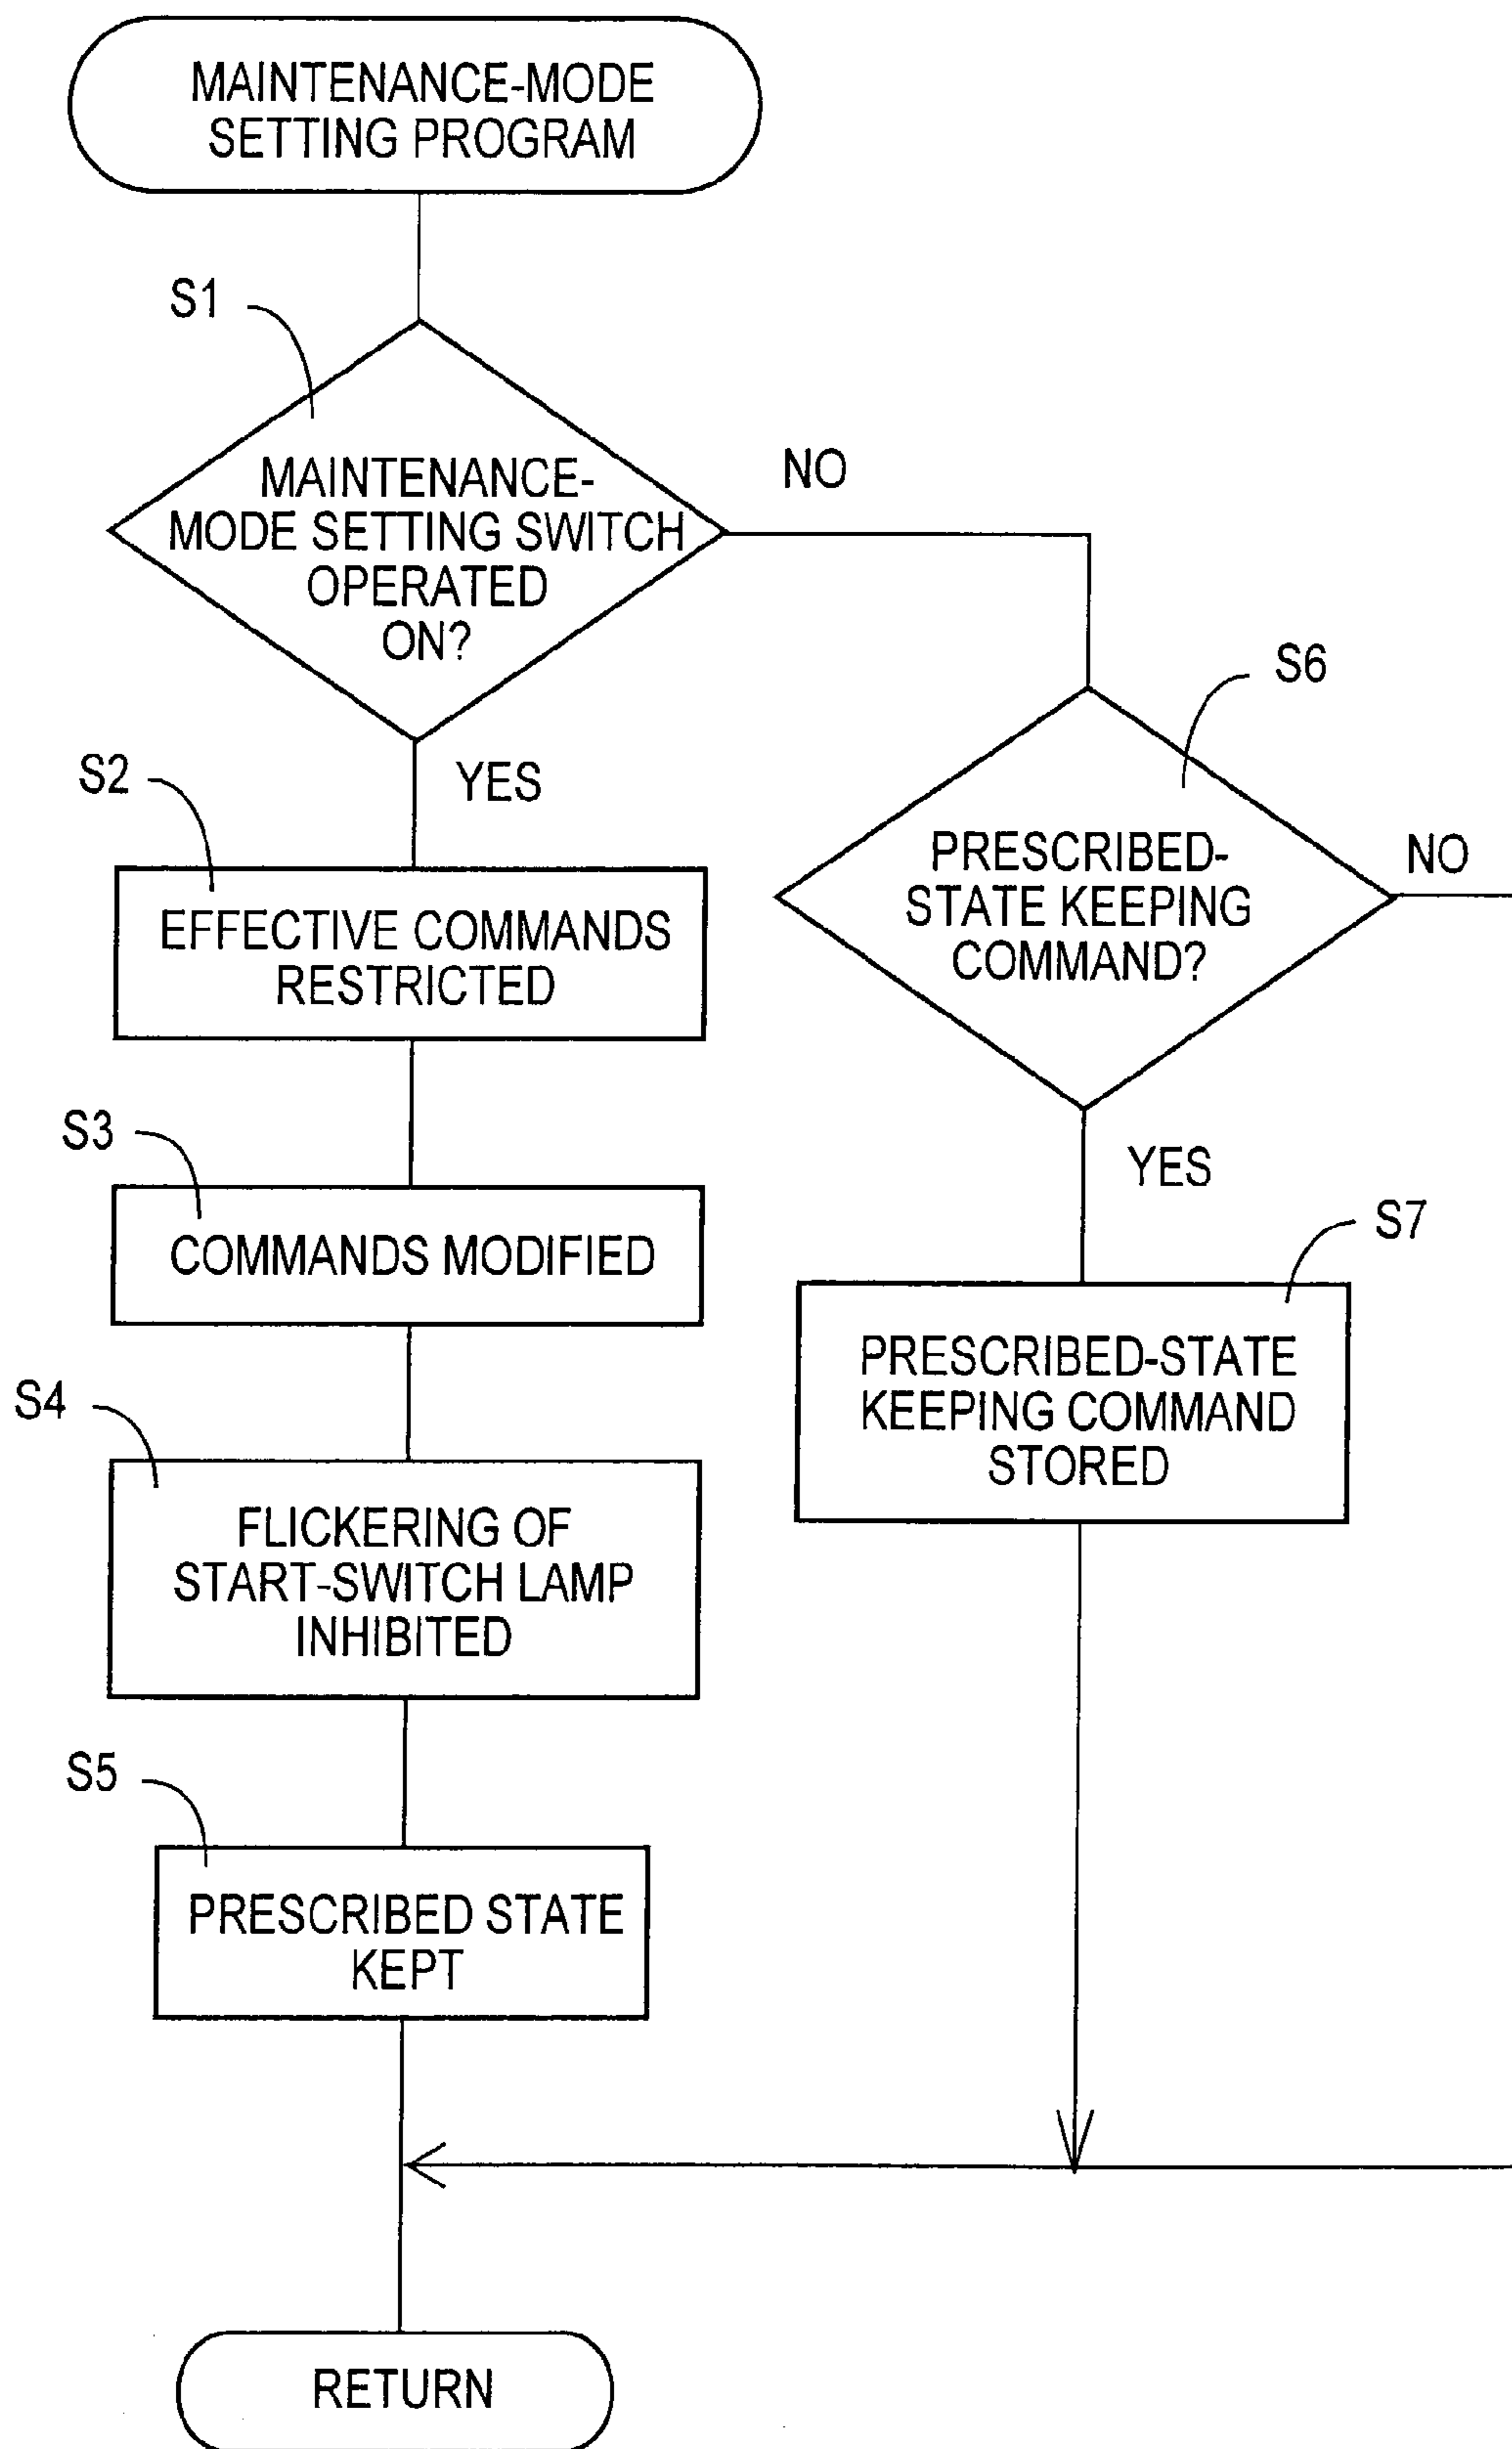 MAINTENANCE-MODE
SETTING PROGRAM
S1
MAINTENANCE-
MODE SETTING SWITCH
OPERATED
ON?
NO
YES
S2
EFFECTIVE COMMANDS
RESTRICTED
S3
COMMANDS MODIFIED
S4
FLICKERING OF
START-SWITCH LAMP
INHIBITED
S5
PRESCRIBED STATE
KEPT
S6
PRESCRIBED-
STATE KEEPING
COMMAND?
NO
YES
S7
PRESCRIBED-STATE
KEEPING COMMAND
STORED
RETURN